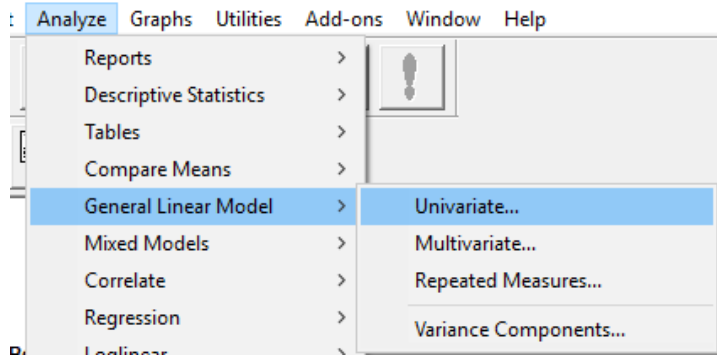 Analyze Graphs Utilities Add-ons Window Help
Reports
Descriptive Statistics
Tables
Compare Means
General Linear Model
Univariate...
Mixed Models
Multivariate...
Correlate
Repeated Measures...
Regression
Variance Components...
Loglinear